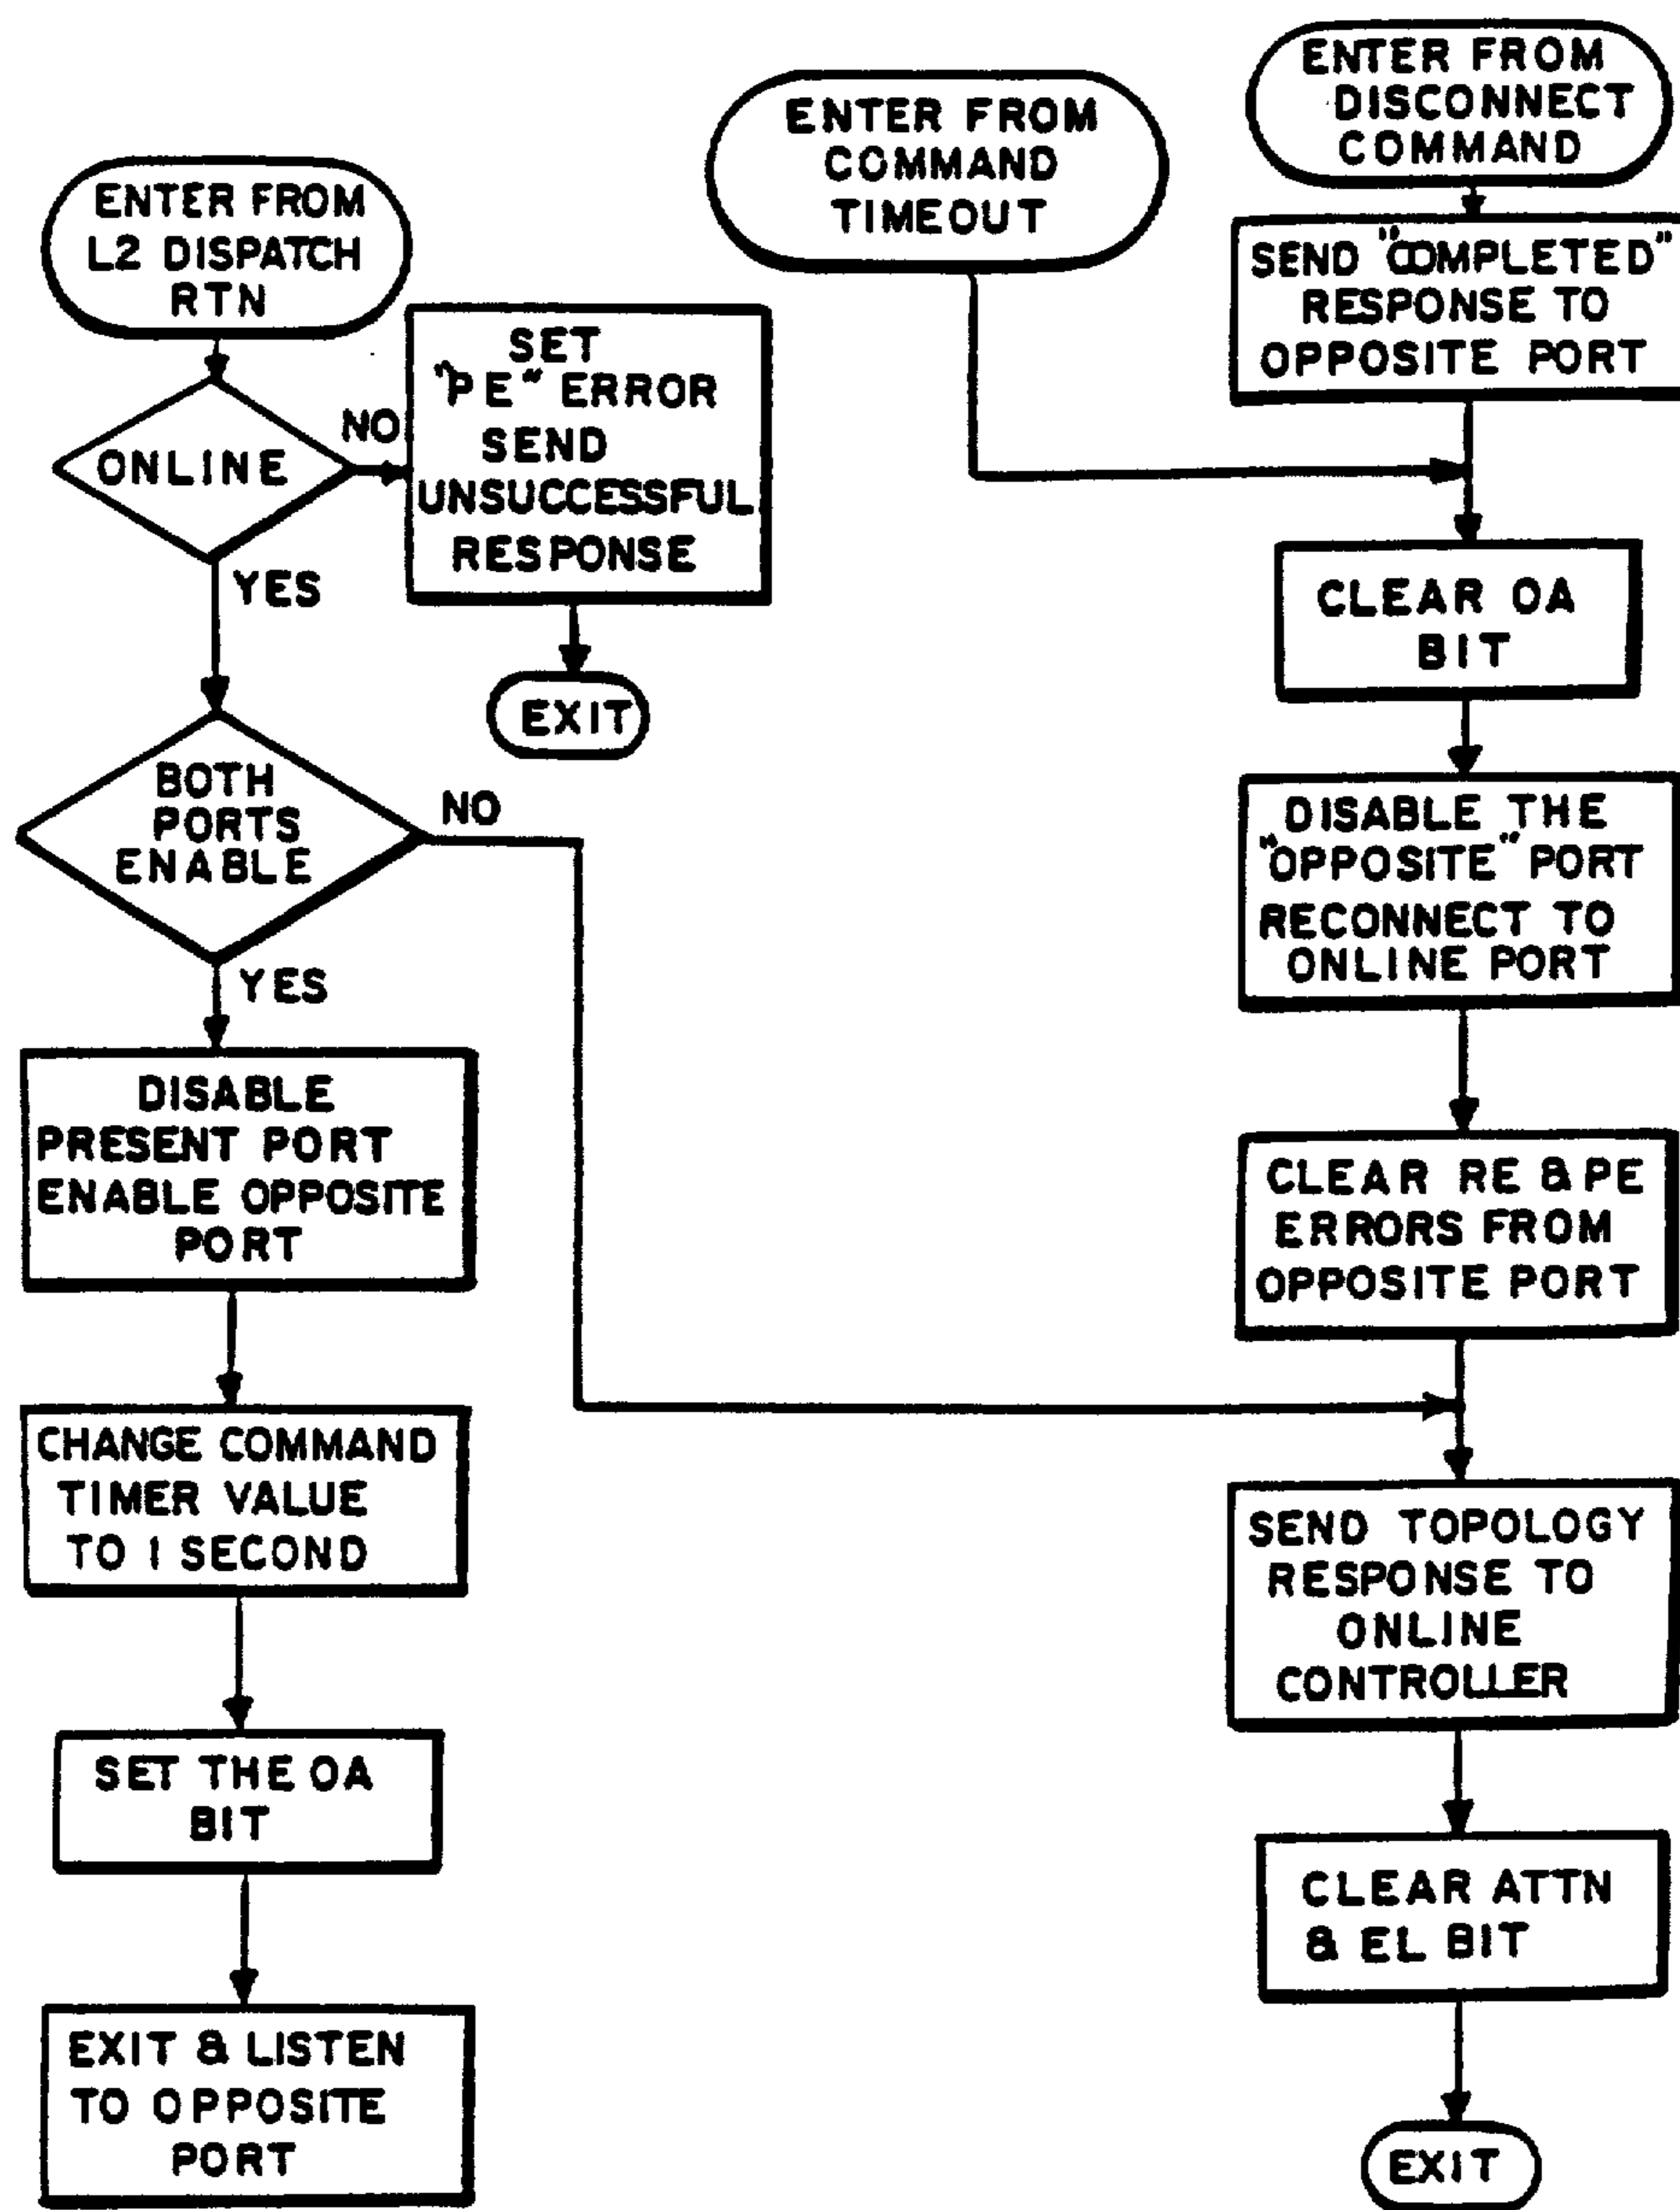 ENTER FROM
L2 DISPATCH
RTN
ONLINE
NO
SET
"PE" ERROR
SEND
UNSUCCESSFUL
RESPONSE
EXIT
YES
BOTH
PORTS
ENABLE
NO
YES
DISABLE
PRESENT PORT
ENABLE OPPOSITE
PORT
CHANGE COMMAND
TIMER VALUE
TO 1 SECOND
SET THE OA
BIT
EXIT & LISTEN
TO OPPOSITE
PORT
ENTER FROM
COMMAND
TIMEOUT
ENTER FROM
DISCONNECT
COMMAND
SEND "COMPLETED"
RESPONSE TO
OPPOSITE PORT
CLEAR OA
BIT
DISABLE THE
"OPPOSITE" PORT
RECONNECT TO
ONLINE PORT
CLEAR RE & PE
ERRORS FROM
OPPOSITE PORT
SEND TOPOLOGY
RESPONSE TO
ONLINE
CONTROLLER
CLEAR ATTN
& EL BIT
EXIT